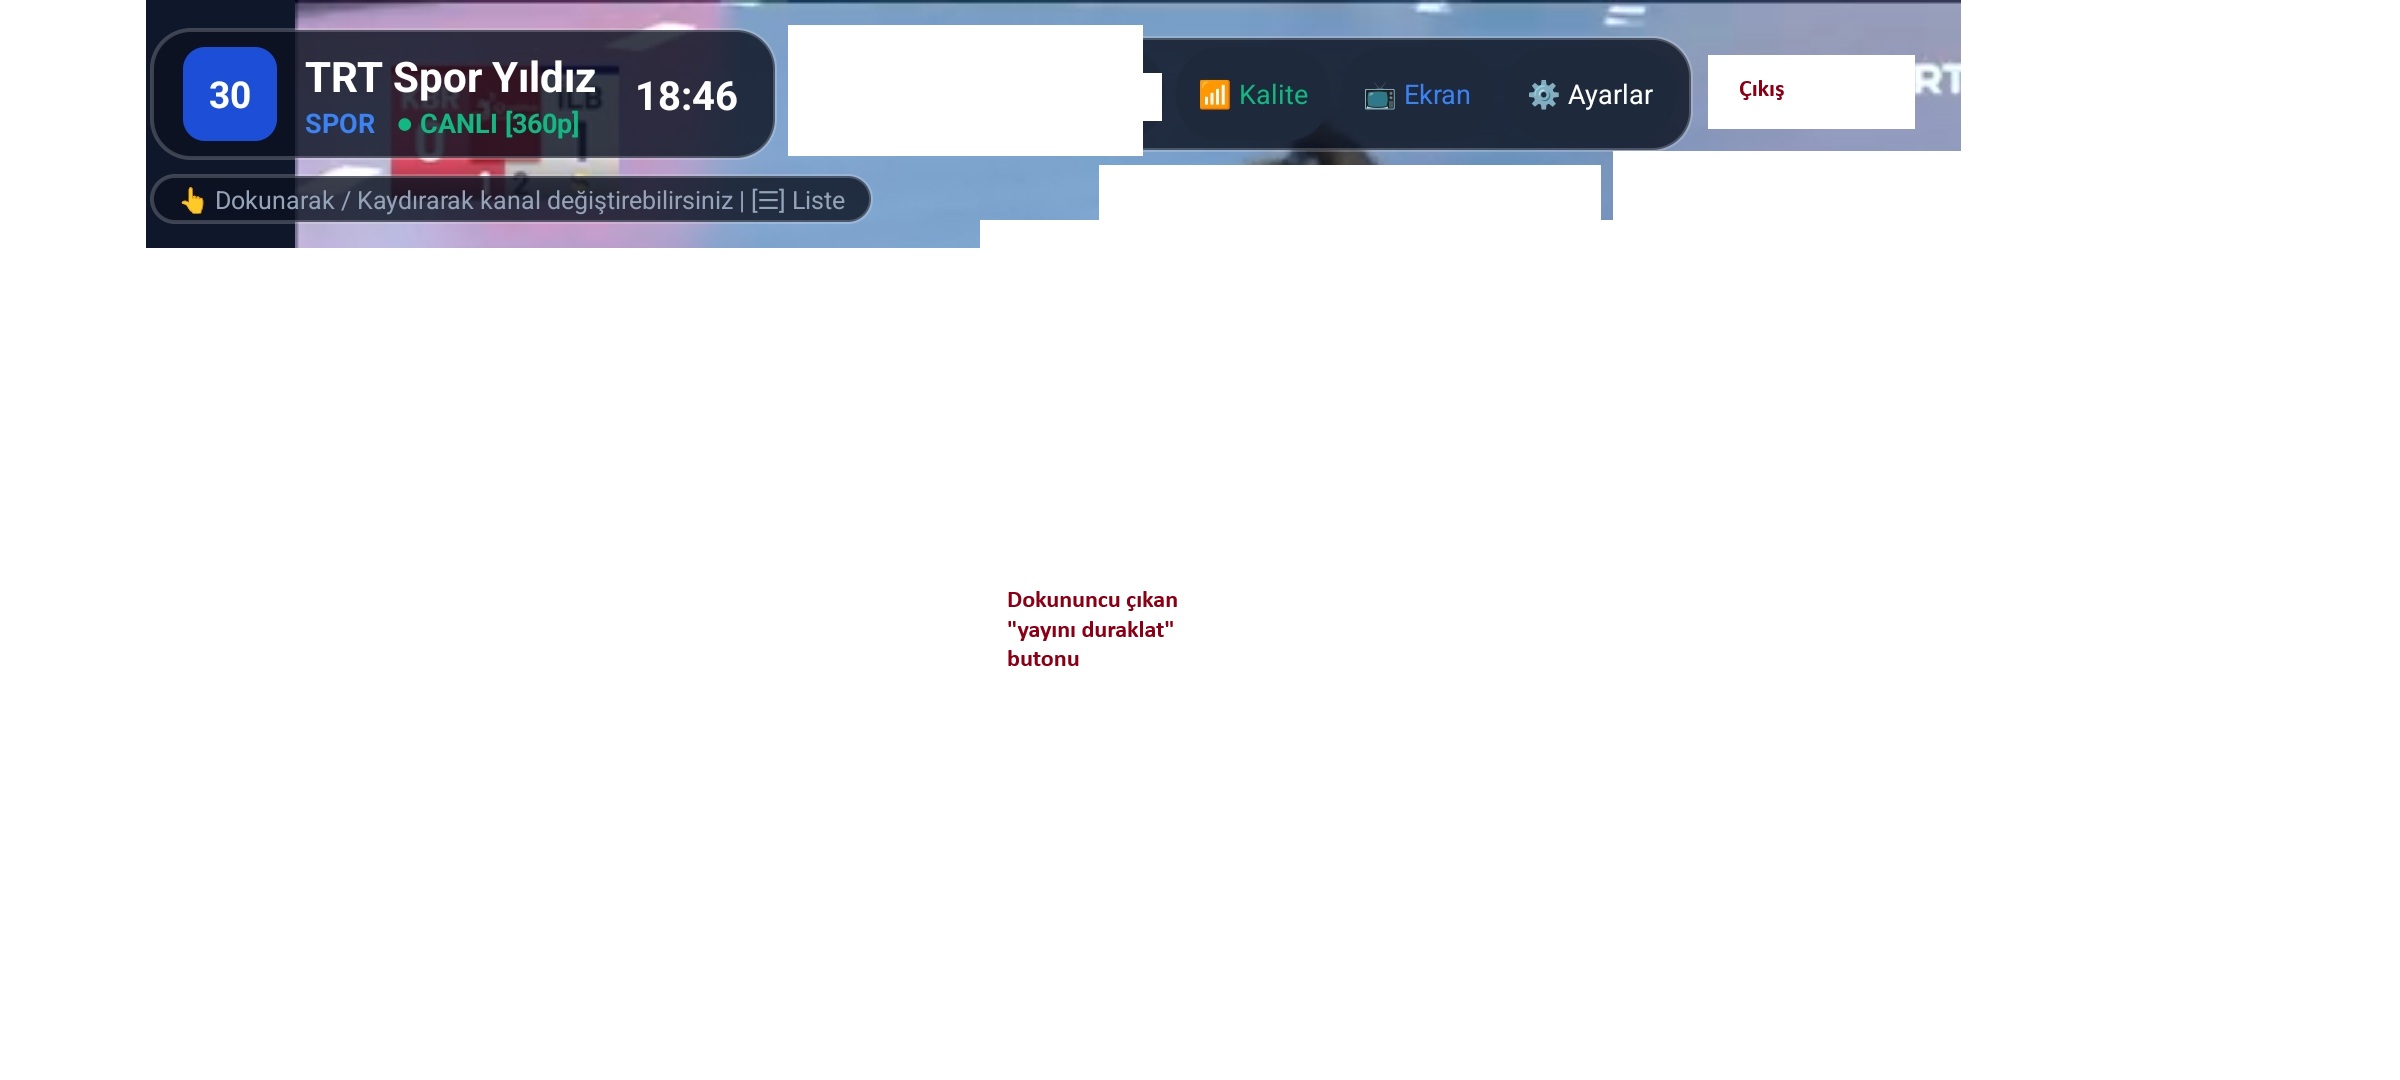 30
TRT Spor Yıldız
18:46
SPOR ● CANLI [360p]
📶 Kalite
📺 Ekran
⚙️ Ayarlar
Çıkış
RT
👆 Dokunarak / Kaydırarak kanal değiştirebilirsiniz | [☰] Liste
Dokununcu çıkan
"yayını duraklat"
butonu